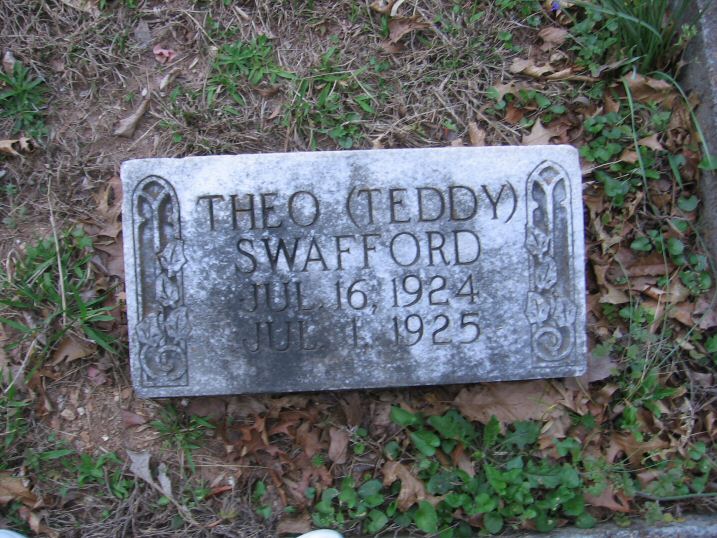 THEO (TEDDY)
SWAFFORD
JUL. 16, 1924
JUL. 1, 1925